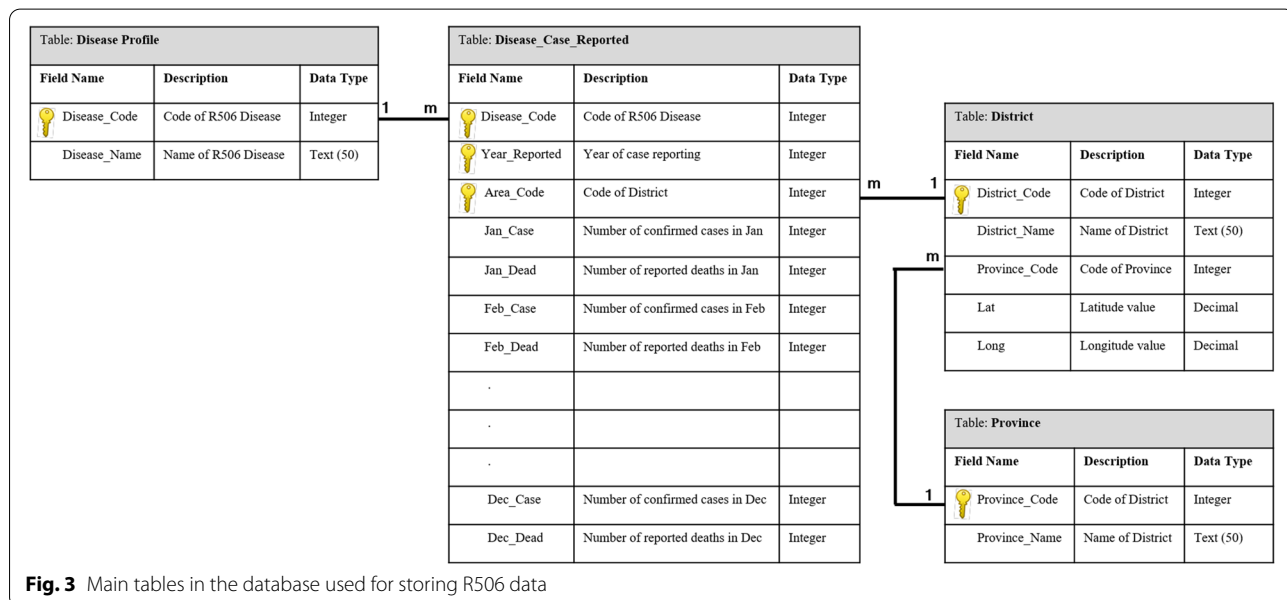 Table: Disease Profile
Field Name Description Data Type
Disease_Code Code of R506 Disease Integer
Disease_Name Name of R506 Disease Text (50)
1 m
Table: Disease_Case_Reported
Field Name Description Data Type
Disease_Code Code of R506 Disease Integer
Year_Reported Year of case reporting Integer
Area_Code Code of District Integer
Jan_Case Number of confirmed cases in Jan Integer
Jan_Dead Number of reported deaths in Jan Integer
Feb_Case Number of confirmed cases in Feb Integer
Feb_Dead Number of reported deaths in Feb Integer
.
.
.
Dec_Case Number of confirmed cases in Dec Integer
Dec_Dead Number of reported deaths in Dec Integer
m 1
Table: District
Field Name Description Data Type
District_Code Code of District Integer
District_Name Name of District Text (50)
Province_Code Code of Province Integer
Lat Latitude value Decimal
Long Longitude value Decimal
m
1
Table: Province
Field Name Description Data Type
Province_Code Code of District Integer
Province_Name Name of District Text (50)
Fig. 3 Main tables in the database used for storing R506 data